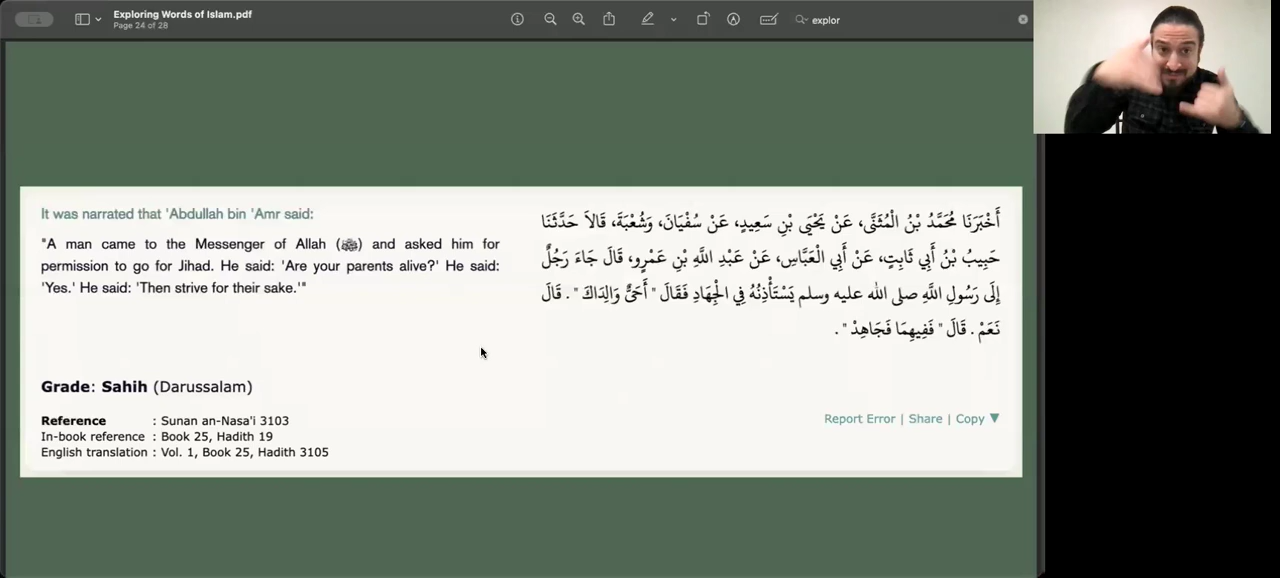 Exploring Words of Islam.pdf
Page 24 of 28
explor
It was narrated that 'Abdullah bin 'Amr said:
"A man came to the Messenger of Allah (ﷺ) and asked him for
permission to go for Jihad. He said: 'Are your parents alive?' He said:
'Yes.' He said: 'Then strive for their sake.'"
أَخْبَرَنَا مُحَمَّدُ بْنُ الْمُثَنَّى، عَنْ يَحْيَى بْنِ سَعِيدٍ، عَنْ سُفْيَانَ، وَشُعْبَةَ، قَالاَ حَدَّثَنَا
حَبِيبُ بْنُ أَبِي ثَابِتٍ، عَنْ أَبِي الْعَبَّاسِ، عَنْ عَبْدِ اللَّهِ بْنِ عَمْرٍو، قَالَ جَاءَ رَجُلٌ
إِلَى رَسُولِ اللَّهِ صلى الله عليه وسلم يَسْتَأْذِنُهُ فِي الْجِهَادِ فَقَالَ " أَحَىٌّ وَالِدَاكَ " . قَالَ
نَعَمْ . قَالَ " فَفِيهِمَا فَجَاهِدْ " .
Grade: Sahih (Darussalam)
Reference : Sunan an-Nasa'i 3103
In-book reference : Book 25, Hadith 19
English translation : Vol. 1, Book 25, Hadith 3105
Report Error | Share | Copy ▼